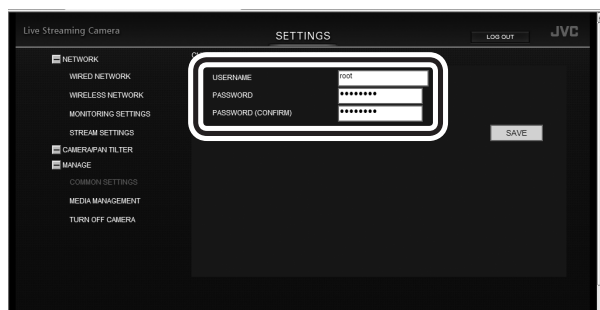 Live Streaming Camera
SETTINGS
LOG OUT
JVC
NETWORK
WIRED NETWORK
WIRELESS NETWORK
MONITORING SETTINGS
STREAM SETTINGS
CAMERA/PAN TILTER
MANAGE
COMMON SETTINGS
MEDIA MANAGEMENT
TURN OFF CAMERA
USERNAME root
PASSWORD ••••••••
PASSWORD (CONFIRM) ••••••••
SAVE